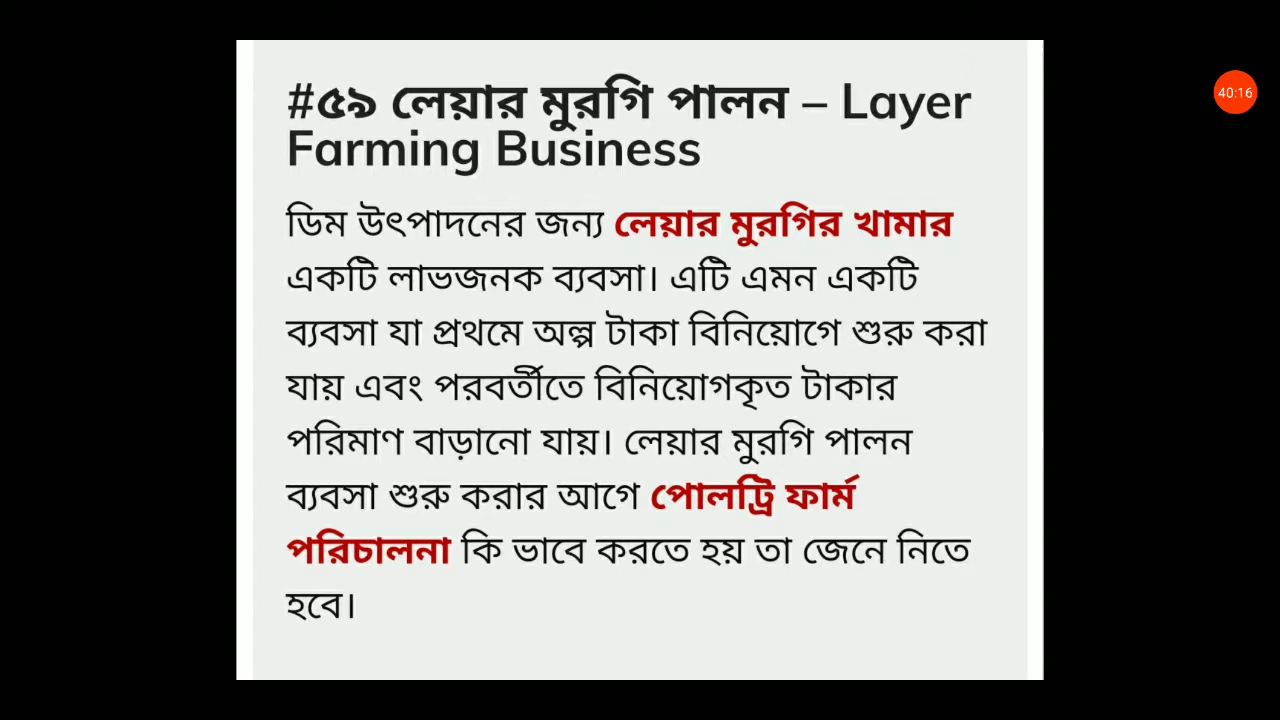 #৫৯ লেয়ার মুরগি পালন – Layer
Farming Business
ডিম উৎপাদনের জন্য লেয়ার মুরগির খামার
একটি লাভজনক ব্যবসা। এটি এমন একটি
ব্যবসা যা প্রথমে অল্প টাকা বিনিয়োগে শুরু করা
যায় এবং পরবর্তীতে বিনিয়োগকৃত টাকার
পরিমাণ বাড়ানো যায়। লেয়ার মুরগি পালন
ব্যবসা শুরু করার আগে পোলট্রি ফার্ম
পরিচালনা কি ভাবে করতে হয় তা জেনে নিতে
হবে।
40:16